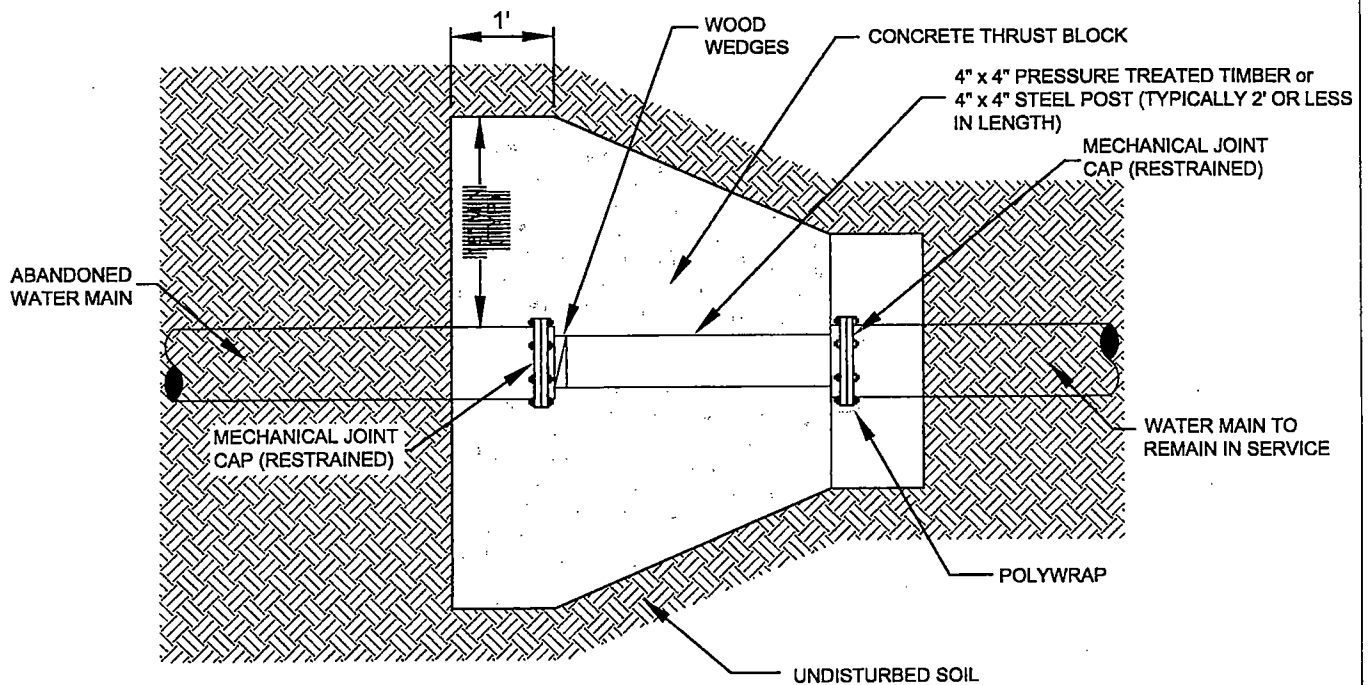 1'
WOOD
WEDGES
CONCRETE THRUST BLOCK
4" x 4" PRESSURE TREATED TIMBER or
4" x 4" STEEL POST (TYPICALLY 2' OR LESS
IN LENGTH)
MECHANICAL JOINT
CAP (RESTRAINED)
ABANDONED
WATER MAIN
MECHANICAL JOINT
CAP (RESTRAINED)
WATER MAIN TO
REMAIN IN SERVICE
POLYWRAP
UNDISTURBED SOIL